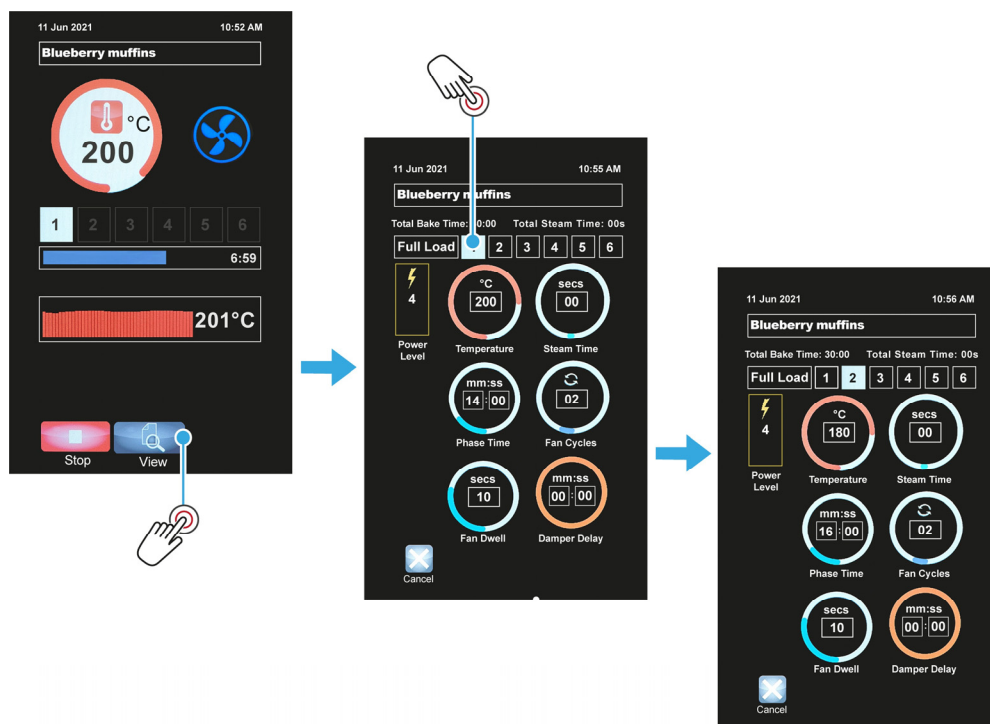 11 Jun 2021 10:52 AM
Blueberry muffins
°C
200
1 2 3 4 5 6
6:59
201°C
Stop View
11 Jun 2021 10:55 AM
Blueberry muffins
Total Bake Time: 30:00 Total Steam Time: 00s
Full Load 2 3 4 5 6
4
Power
Level
°C
200
Temperature
secs
00
Steam Time
mm:ss
14:00
Phase Time
02
Fan Cycles
secs
10
Fan Dwell
mm:ss
00:00
Damper Delay
Cancel
11 Jun 2021 10:56 AM
Blueberry muffins
Total Bake Time: 30:00 Total Steam Time: 00s
Full Load 1 2 3 4 5 6
4
Power
Level
°C
180
Temperature
secs
00
Steam Time
mm:ss
16:00
Phase Time
02
Fan Cycles
secs
10
Fan Dwell
mm:ss
00:00
Damper Delay
Cancel